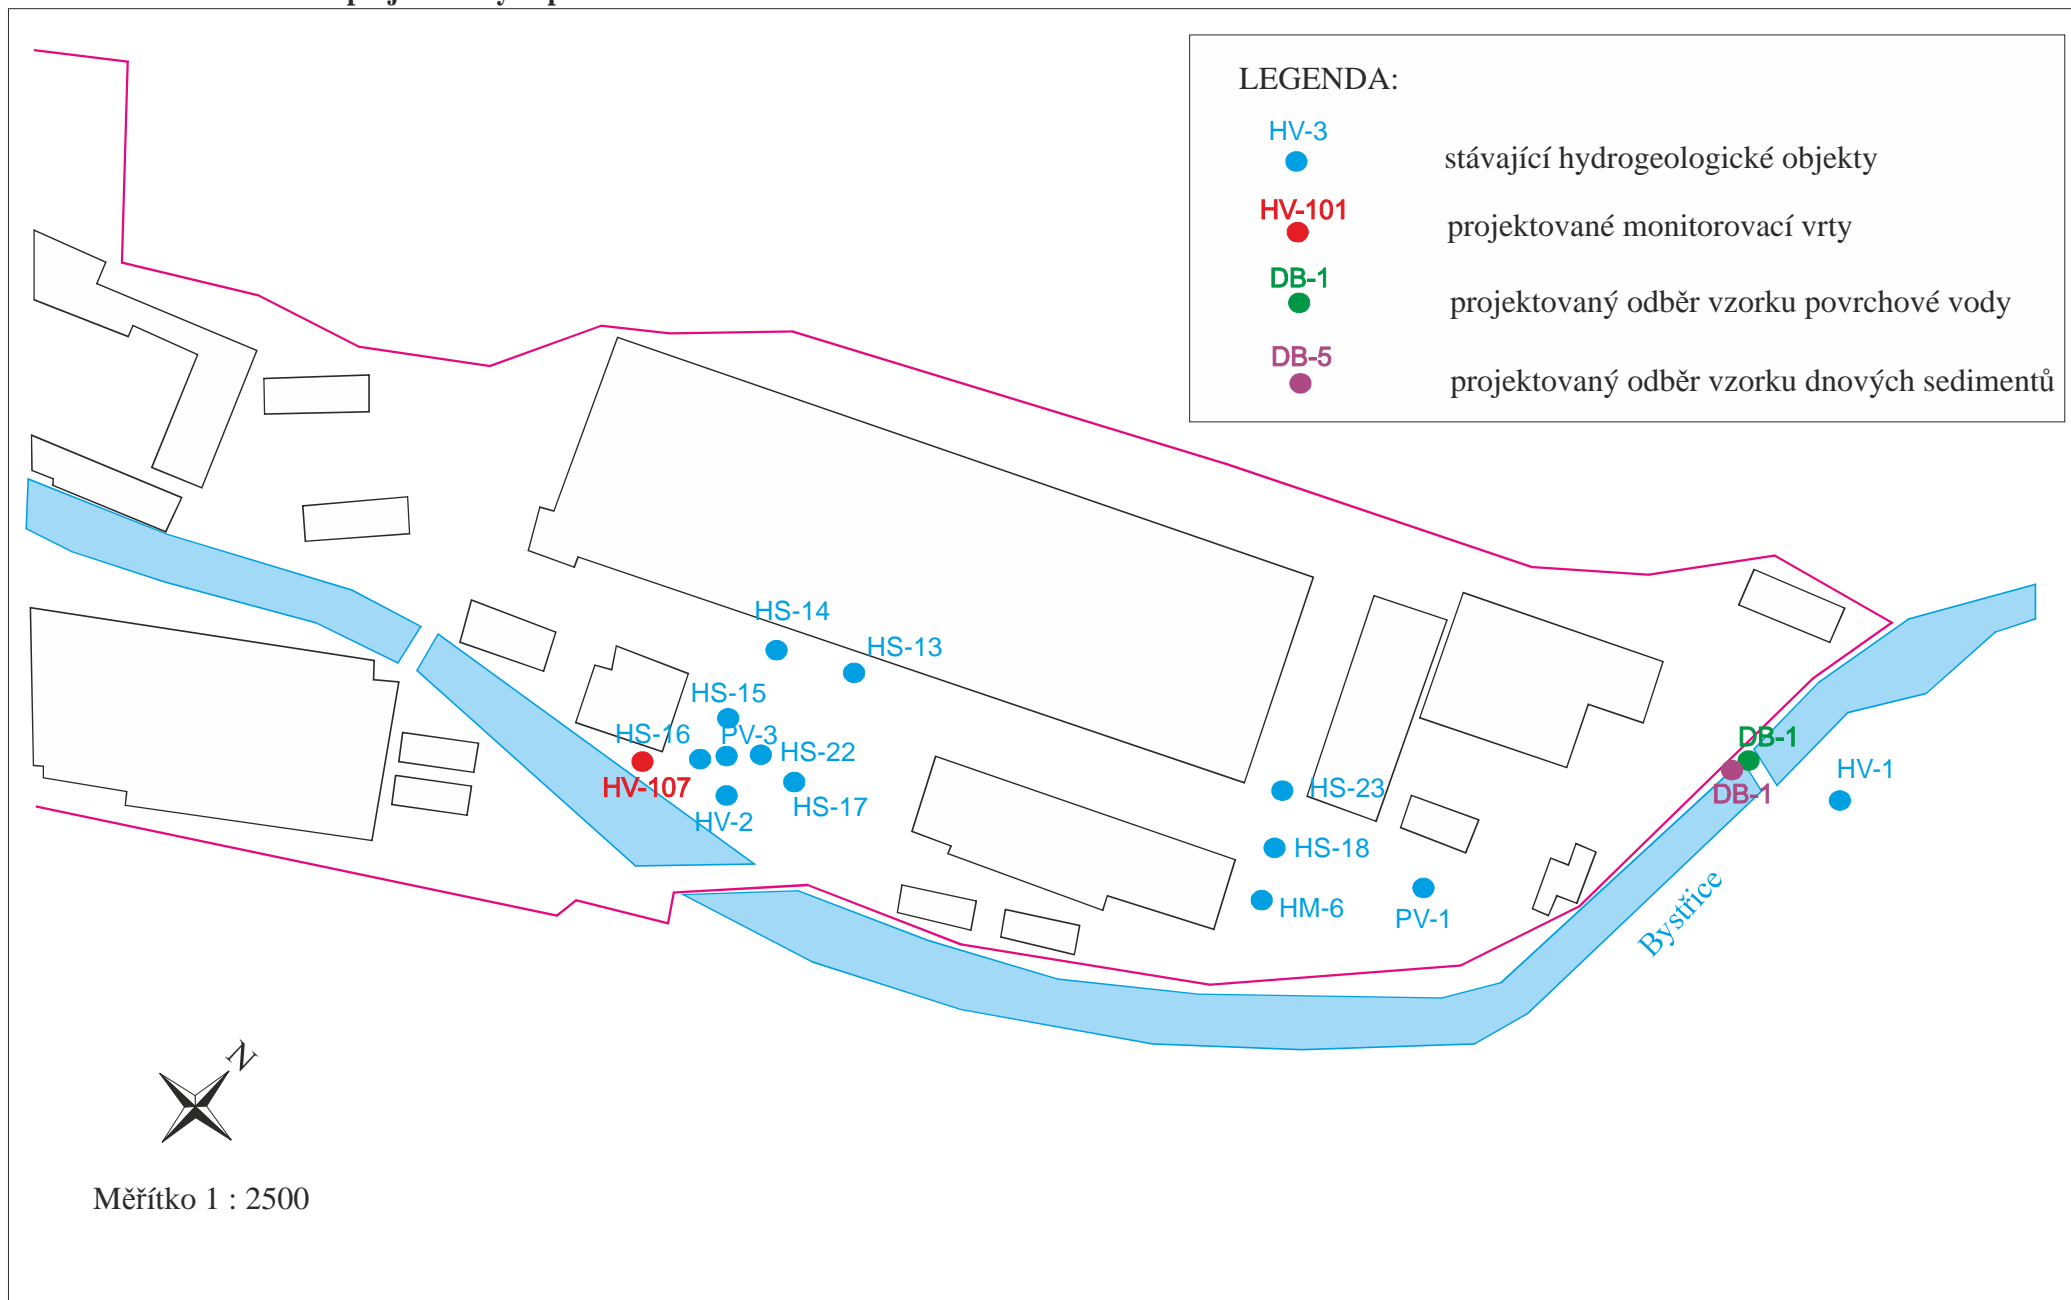 LEGENDA:
HV-3
stávající hydrogeologické objekty
HV-101
projektované monitorovací vrty
DB-1
projektovaný odběr vzorku povrchové vody
DB-5
projektovaný odběr vzorku dnových sedimentů
HS-14
HS-13
HS-15
HS-16
PV-3
HS-22
HV-107
HS-17
HV-2
HS-23
HS-18
HM-6
PV-1
DB-1
DB-1
HV-1
Bystřice
N
Měřítko 1 : 2500